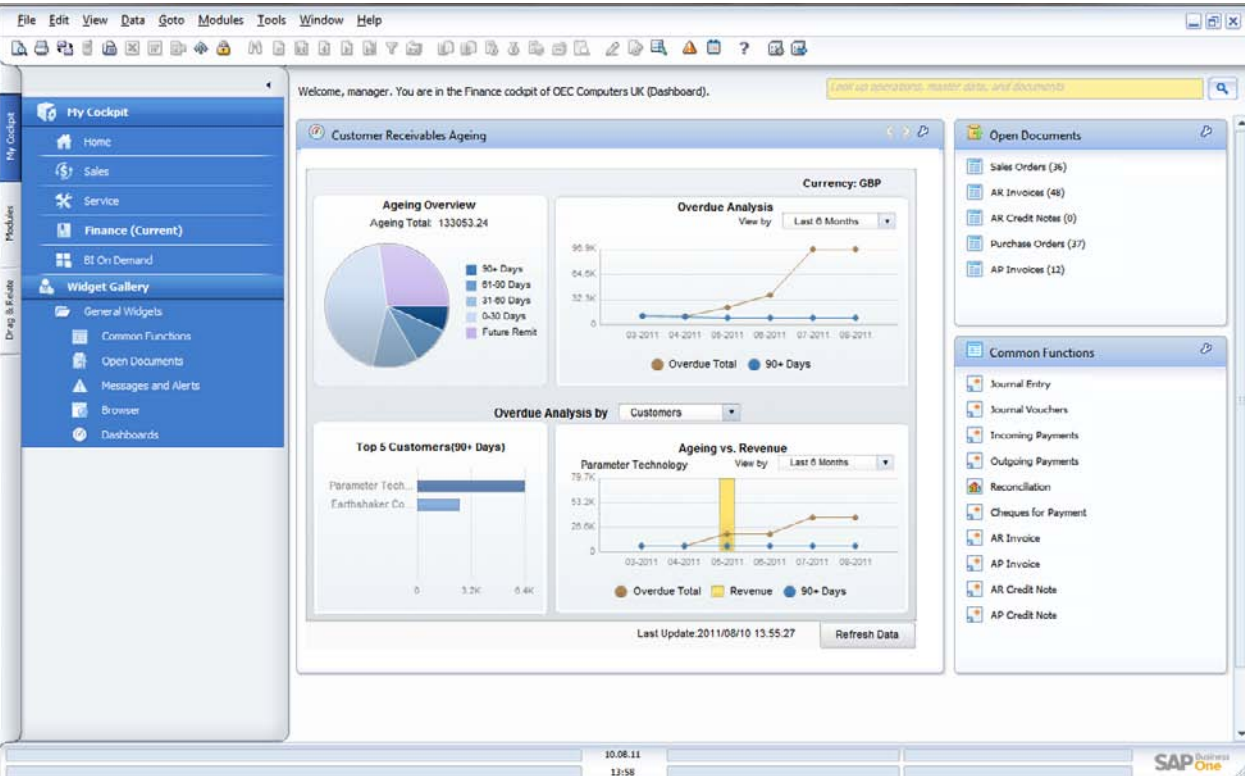 File Edit View Data Goto Modules Tools Window Help
My Cockpit
Modules
Drag & Relate
My Cockpit
Home
Sales
Service
Finance (Current)
BI On Demand
Widget Gallery
General Widgets
Common Functions
Open Documents
Messages and Alerts
Browser
Dashboards
Welcome, manager. You are in the Finance cockpit of OEC Computers UK (Dashboard).
Look up operations, master data, and documents
Customer Receivables Ageing
Currency: GBP
Ageing Overview
Ageing Total: 133053.24
90+ Days
61-90 Days
31-60 Days
0-30 Days
Future Remit
Overdue Analysis
View by Last 6 Months
96.9K
64.6K
32.3K
0
03-2011 04-2011 05-2011 06-2011 07-2011 08-2011
Overdue Total 90+ Days
Overdue Analysis by Customers
Top 5 Customers(90+ Days)
Parameter Tech...
Earthshaker Co...
0 3.2K 6.4K
Ageing vs. Revenue
Parameter Technology View by Last 6 Months
79.7K
53.2K
26.6K
0
03-2011 04-2011 05-2011 06-2011 07-2011 08-2011
Overdue Total Revenue 90+ Days
Last Update:2011/08/10 13:55:27 Refresh Data
Open Documents
Sales Orders (36)
AR Invoices (48)
AR Credit Notes (0)
Purchase Orders (37)
AP Invoices (12)
Common Functions
Journal Entry
Journal Vouchers
Incoming Payments
Outgoing Payments
Reconciliation
Cheques for Payment
AR Invoice
AP Invoice
AR Credit Note
AP Credit Note
10.08.11
13:58
SAP Business One